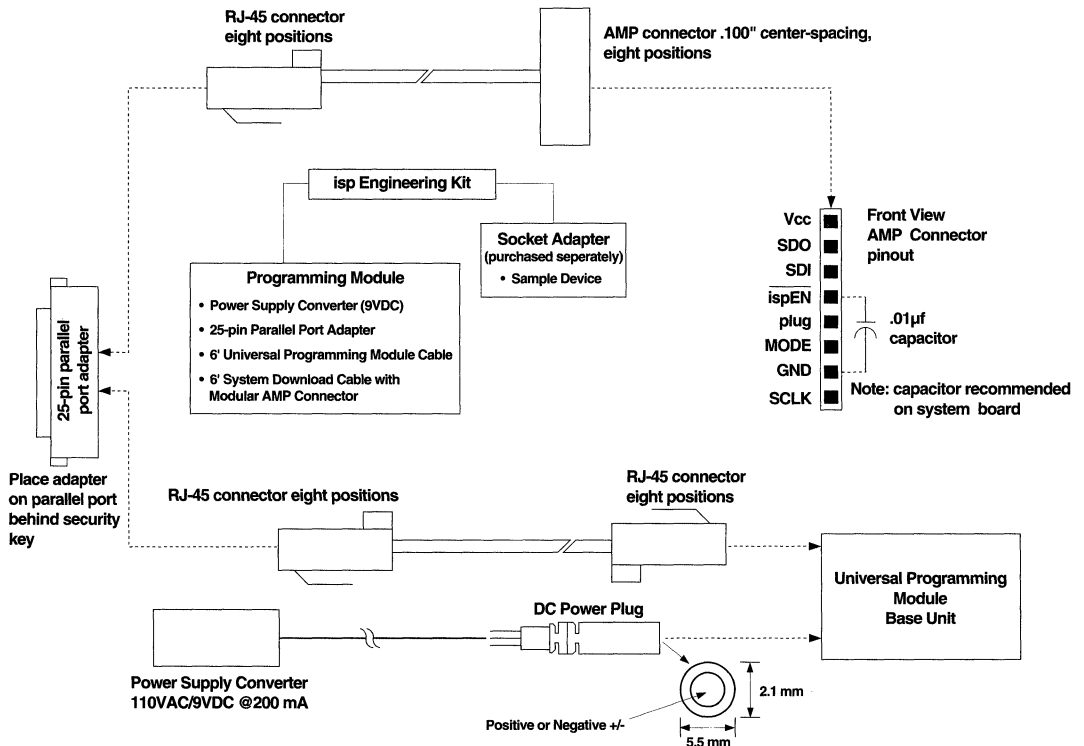 RJ-45 connector
eight positions
AMP connector .100" center-spacing,
eight positions
isp Engineering Kit
Socket Adapter
(purchased seperately)
• Sample Device
Programming Module
• Power Supply Converter (9VDC)
• 25-pin Parallel Port Adapter
• 6' Universal Programming Module Cable
• 6' System Download Cable with
Modular AMP Connector
Vcc
SDO
SDI
ispEN
plug
MODE
GND
SCLK
Front View
AMP Connector
pinout
.01µf
capacitor
Note: capacitor recommended
on system board
25-pin parallel
port adapter
Place adapter
on parallel port
behind security
key
RJ-45 connector eight positions
RJ-45 connector
eight positions
Universal Programming
Module
Base Unit
DC Power Plug
Power Supply Converter
110VAC/9VDC @200 mA
Positive or Negative +/-
2.1 mm
5.5 mm